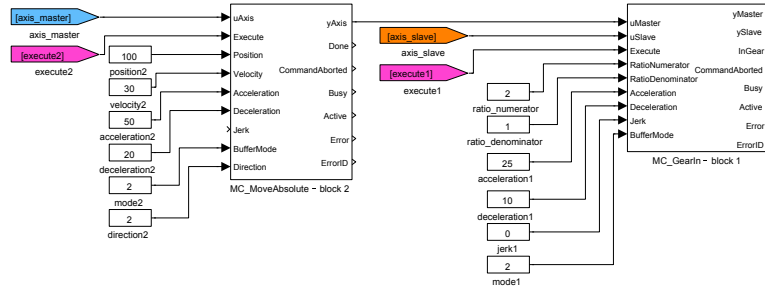 [axis_master]
axis_master
[execute2]
execute2
100
position2
30
velocity2
50
acceleration2
20
deceleration2
2
mode2
2
direction2
uAxis
Execute
Position
Velocity
Acceleration
Deceleration
Jerk
BufferMode
Direction
yAxis
Done
CommandAborted
Busy
Active
Error
ErrorID
MC_MoveAbsolute - block 2
[axis_slave]
axis_slave
[execute1]
execute1
2
ratio_numerator
1
ratio_denominator
25
acceleration1
10
deceleration1
0
jerk1
2
mode1
uMaster
uSlave
Execute
RatioNumerator
RatioDenominator
Acceleration
Deceleration
Jerk
BufferMode
yMaster
ySlave
InGear
CommandAborted
Busy
Active
Error
ErrorID
MC_GearIn - block 1